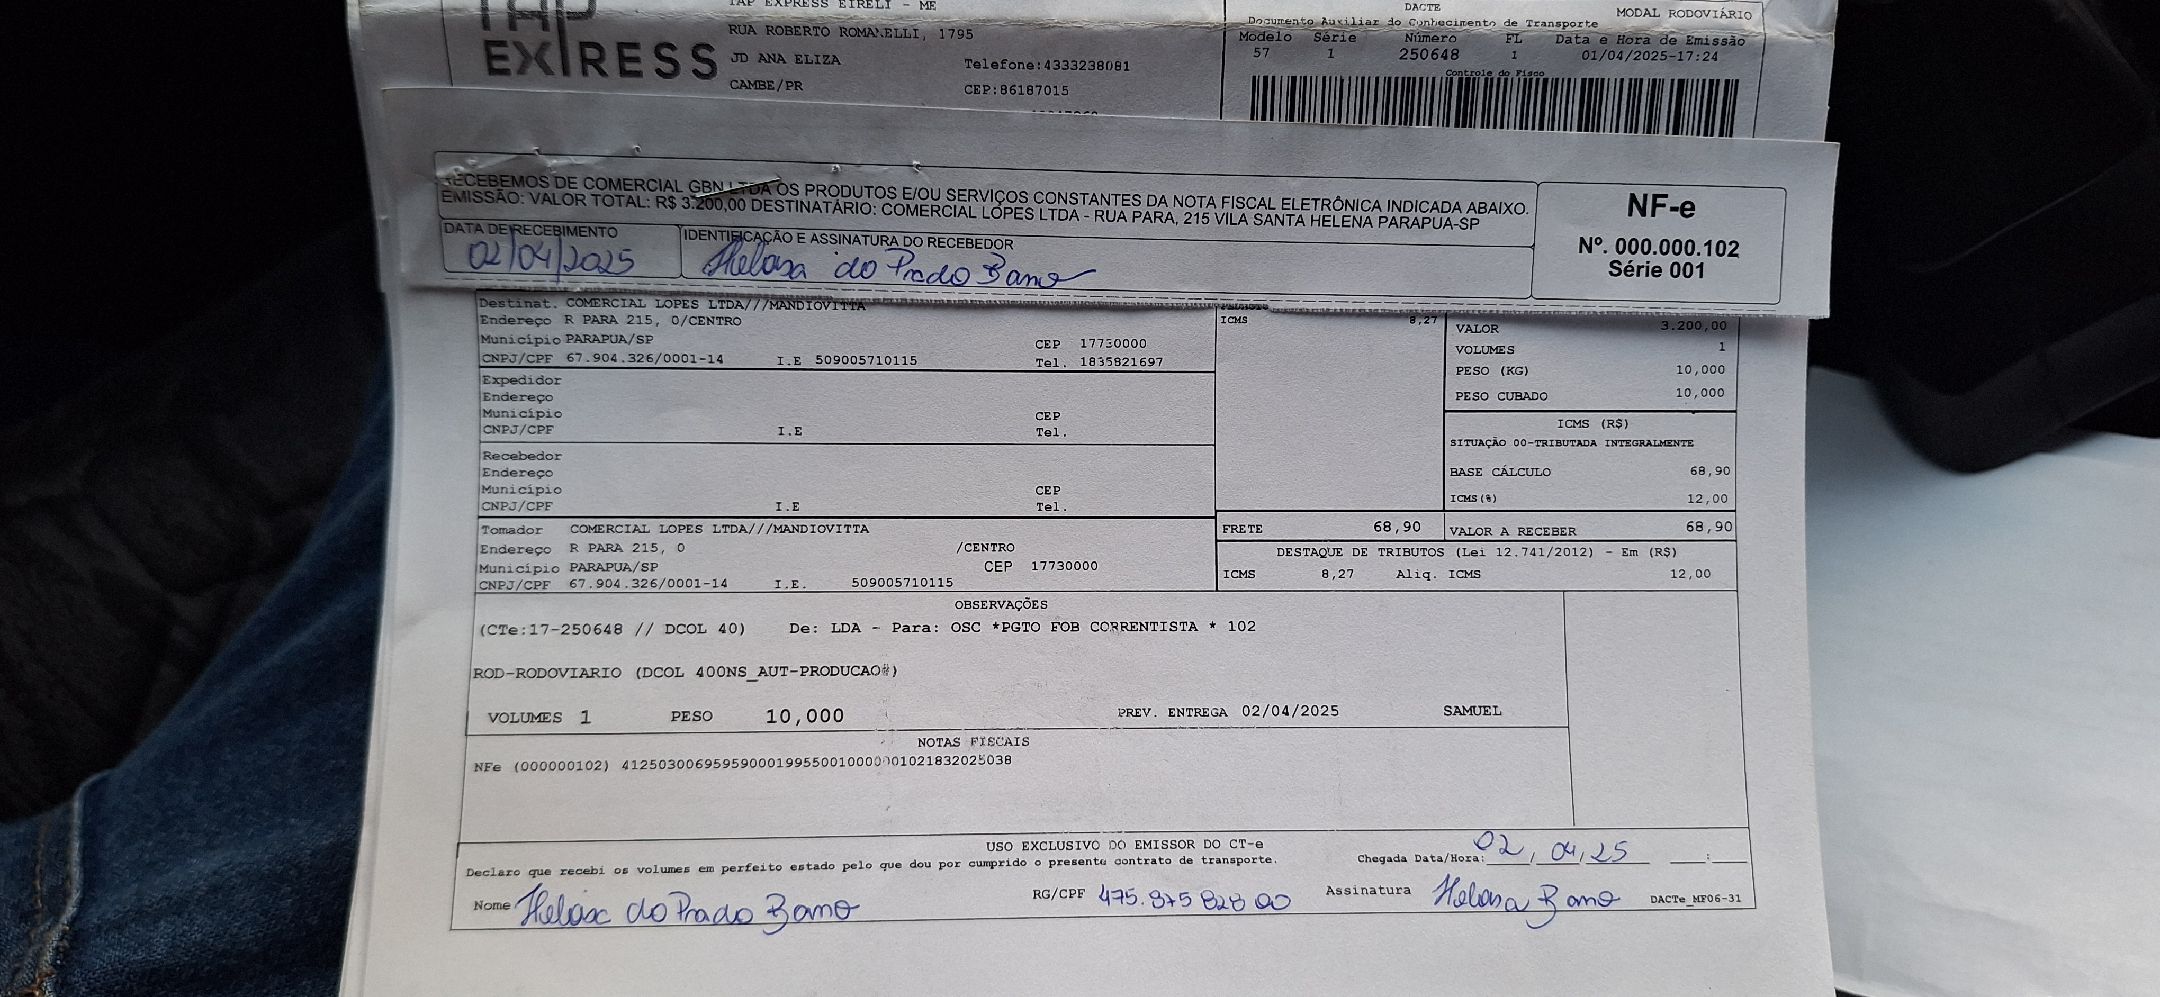 TAP EXPRESS EIRELI - ME
TAP
EXPRESS
RUA ROBERTO ROMANELLI, 1795
JD ANA ELIZA
CAMBE/PR
Telefone:4333238081
CEP:86187015
DACTE
Documento Auxiliar do Conhecimento de Transporte
MODAL RODOVIÁRIO
Modelo Série Número FL Data e Hora de Emissão
57 1 250648 1 01/04/2025-17:24
Controle do Fisco
RECEBEMOS DE COMERCIAL GBN LTDA OS PRODUTOS E/OU SERVIÇOS CONSTANTES DA NOTA FISCAL ELETRÔNICA INDICADA ABAIXO.
EMISSÃO: VALOR TOTAL: R$ 3.200,00 DESTINATÁRIO: COMERCIAL LOPES LTDA - RUA PARA, 215 VILA SANTA HELENA PARAPUA-SP
DATA DE RECEBIMENTO
02/04/2025
IDENTIFICAÇÃO E ASSINATURA DO RECEBEDOR
do Prado
NF-e
Nº. 000.000.102
Série 001
Destinat. COMERCIAL LOPES LTDA///MANDIOVITTA
Endereço R PARA 215, 0/CENTRO
Município PARAPUA/SP CEP 17730000
CNPJ/CPF 67.904.326/0001-14 I.E 509005710115 Tel. 1835821697
Expedidor
Endereço
Município CEP
CNPJ/CPF I.E Tel.
Recebedor
Endereço
Município CEP
CNPJ/CPF I.E Tel.
Tomador COMERCIAL LOPES LTDA///MANDIOVITTA
Endereço R PARA 215, 0 /CENTRO
Município PARAPUA/SP CEP 17730000
CNPJ/CPF 67.904.326/0001-14 I.E. 509005710115
ICMS 8,27
VALOR 3.200,00
VOLUMES 1
PESO (KG) 10,000
PESO CUBADO 10,000
ICMS (R$)
SITUAÇÃO 00-TRIBUTADA INTEGRALMENTE
BASE CÁLCULO 68,90
ICMS(%) 12,00
FRETE 68,90 VALOR A RECEBER 68,90
DESTAQUE DE TRIBUTOS (Lei 12.741/2012) - Em (R$)
ICMS 8,27 Aliq. ICMS 12,00
OBSERVAÇÕES
(CTe:17-250648 // DCOL 40) De: LDA - Para: OSC *PGTO FOB CORRENTISTA * 102
ROD-RODOVIARIO (DCOL 400NS_AUT-PRODUCAO#)
VOLUMES 1 PESO 10,000 PREV. ENTREGA 02/04/2025 SAMUEL
NOTAS FISCAIS
NFe (000000102) 41250300695959000199550010000001021832025038
USO EXCLUSIVO DO EMISSOR DO CT-e
Declaro que recebi os volumes em perfeito estado pelo que dou por cumprido o presente contrato de transporte.
Chegada Data/Hora: 02/04/25 :
Nome do Prado RG/CPF 475.875 828 00 Assinatura DACTe_MF06-31